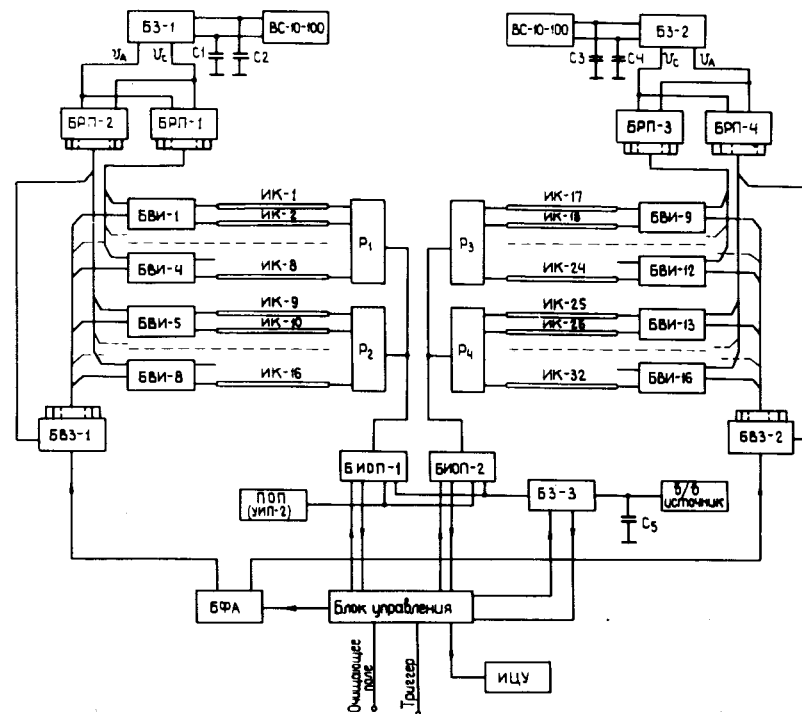 БЗ-1
ВС-10-100
C1
C2
υA
υC
БРП-2
БРП-1
ВС-10-100
БЗ-2
C3
C4
υC
υA
БРП-3
БРП-4
БВИ-1
ИК-1
ИК-2
БВИ-4
ИК-8
P1
БВИ-5
ИК-9
ИК-10
БВИ-8
ИК-16
P2
P3
ИК-17
ИК-18
БВИ-9
ИК-24
БВИ-12
P4
ИК-25
ИК-26
БВИ-13
ИК-32
БВИ-16
БВЗ-1
БВЗ-2
БИОП-1
БИОП-2
ПОП
(УИП-2)
БЗ-3
C5
в/в
источник
БФА
Блок управления
Очищающее
поле
Триггер
ИЦУ